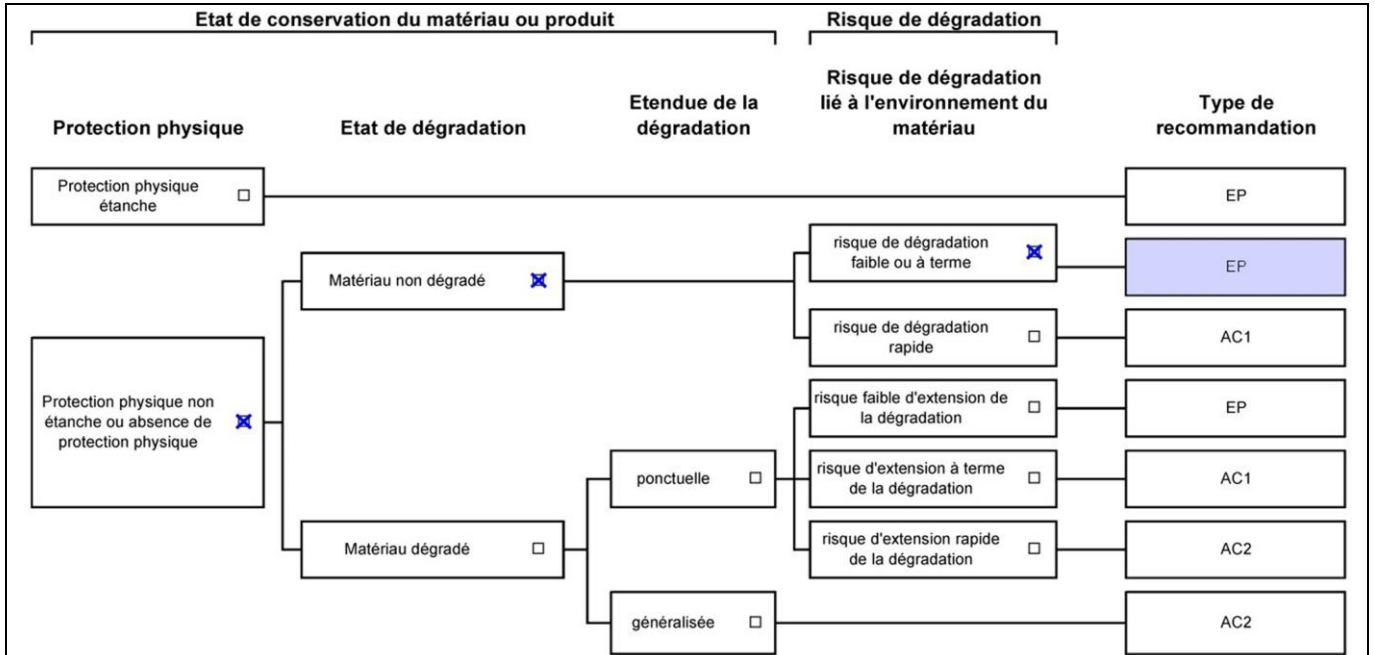 Etat de conservation du matériau ou produit
Risque de dégradation
Protection physique
Etat de dégradation
Etendue de la
dégradation
Risque de dégradation
lié à l'environnement du
matériau
Type de
recommandation
Protection physique
étanche
EP
risque de dégradation
faible ou à terme
EP
Matériau non dégradé
risque de dégradation
rapide
AC1
Protection physique non
étanche ou absence de
protection physique
risque faible d'extension de
la dégradation
EP
ponctuelle
risque d'extension à terme
de la dégradation
AC1
Matériau dégradé
risque d'extension rapide
de la dégradation
AC2
généralisée
AC2